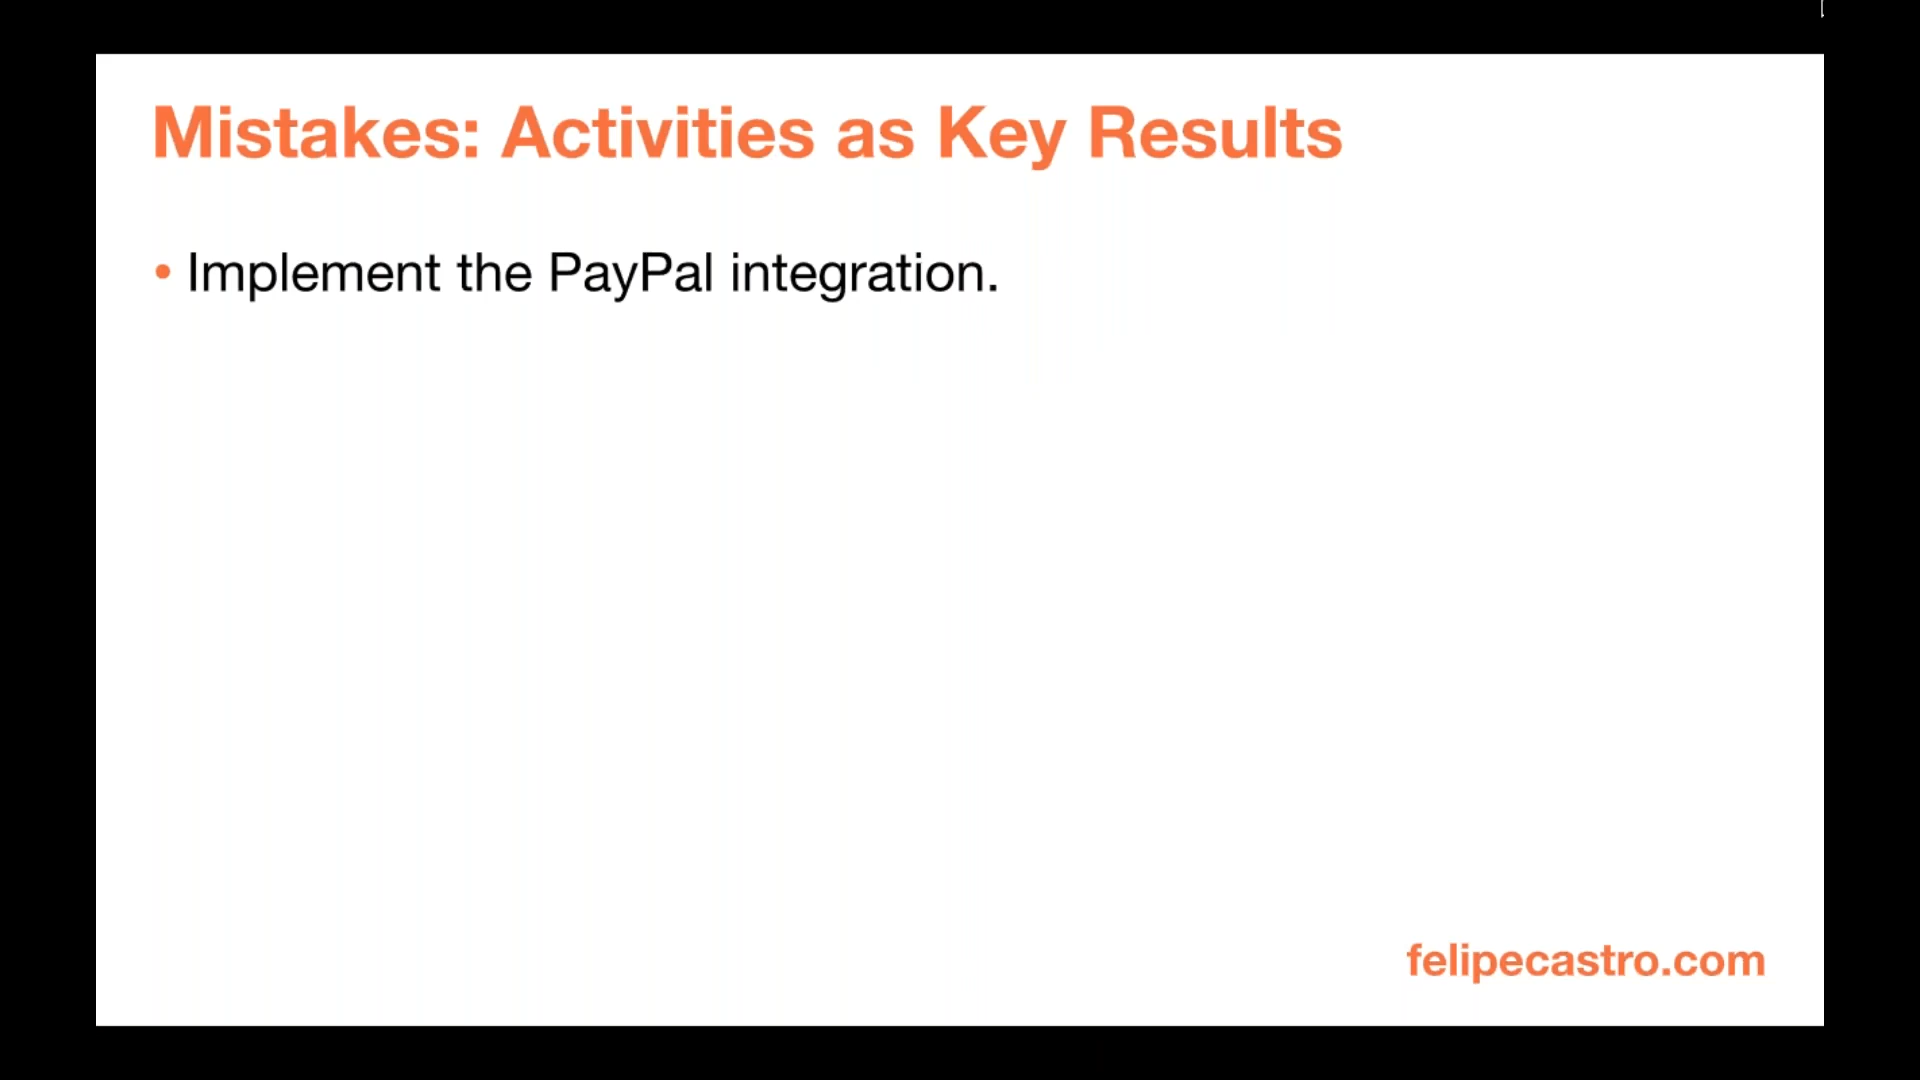 Mistakes: Activities as Key Results
• Implement the PayPal integration.
felipecastro.com